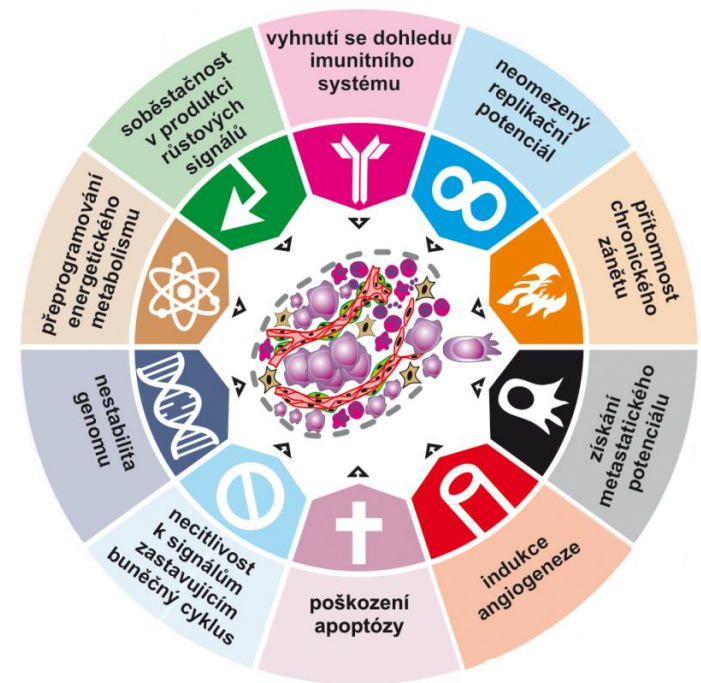 vyhnutí se dohledu
imunitního
systému
neomezený
replikační
potenciál
přítomnost
chronického
zánětu
získání
metastatického
potenciálu
indukce
angiogeneze
poškození
apoptózy
necitlivost
k signálům
zastavujícím
buněčný cyklus
nestabilita
genomu
přeprogramování
energetického
metabolismu
soběstačnost
v produkci
růstových
signálů